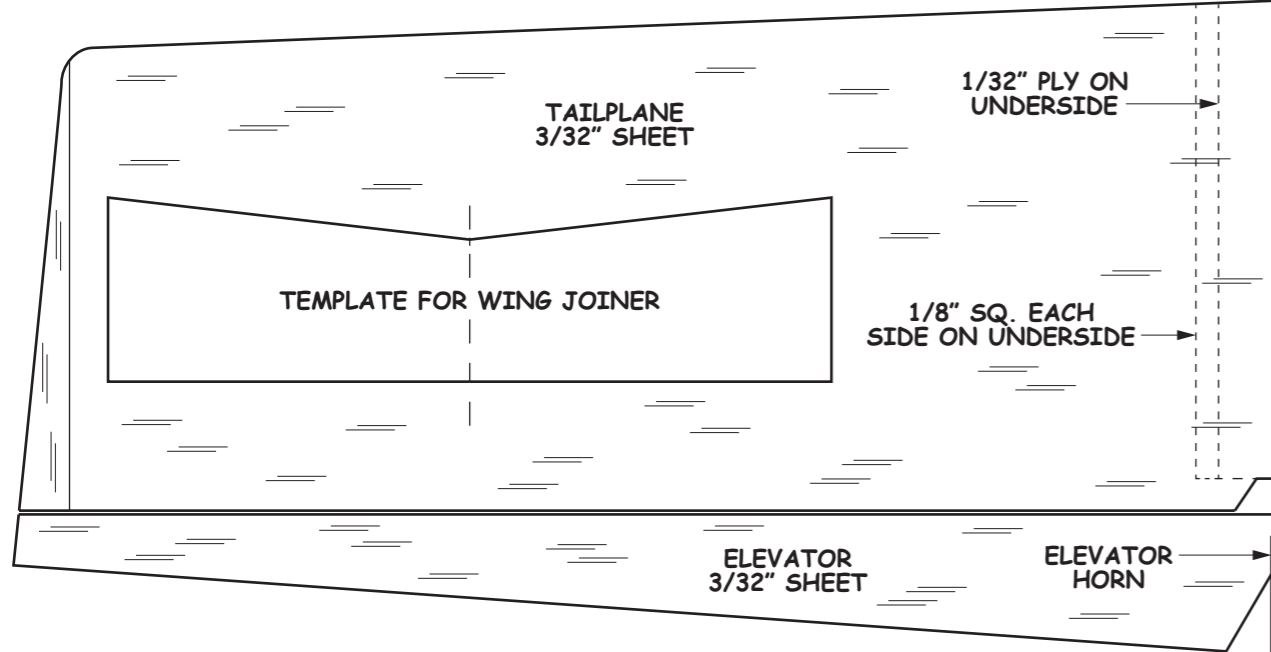 TAILPLANE
3/32” SHEET
1/32” PLY ON
UNDERSIDE
TEMPLATE FOR WING JOINER
1/8” SQ. EACH
SIDE ON UNDERSIDE
ELEVATOR
3/32” SHEET
ELEVATOR
HORN